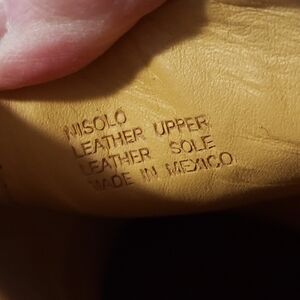 NISOLO
LEATHER UPPER
LEATHER SOLE
MADE IN MEXICO